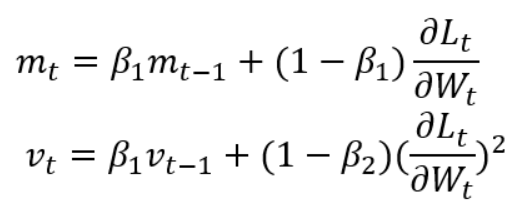 mₜ = β₁mₜ₋₁ + (1 − β₁) ∂Lₜ/∂Wₜ
vₜ = β₁vₜ₋₁ + (1 − β₂)(∂Lₜ/∂Wₜ)²